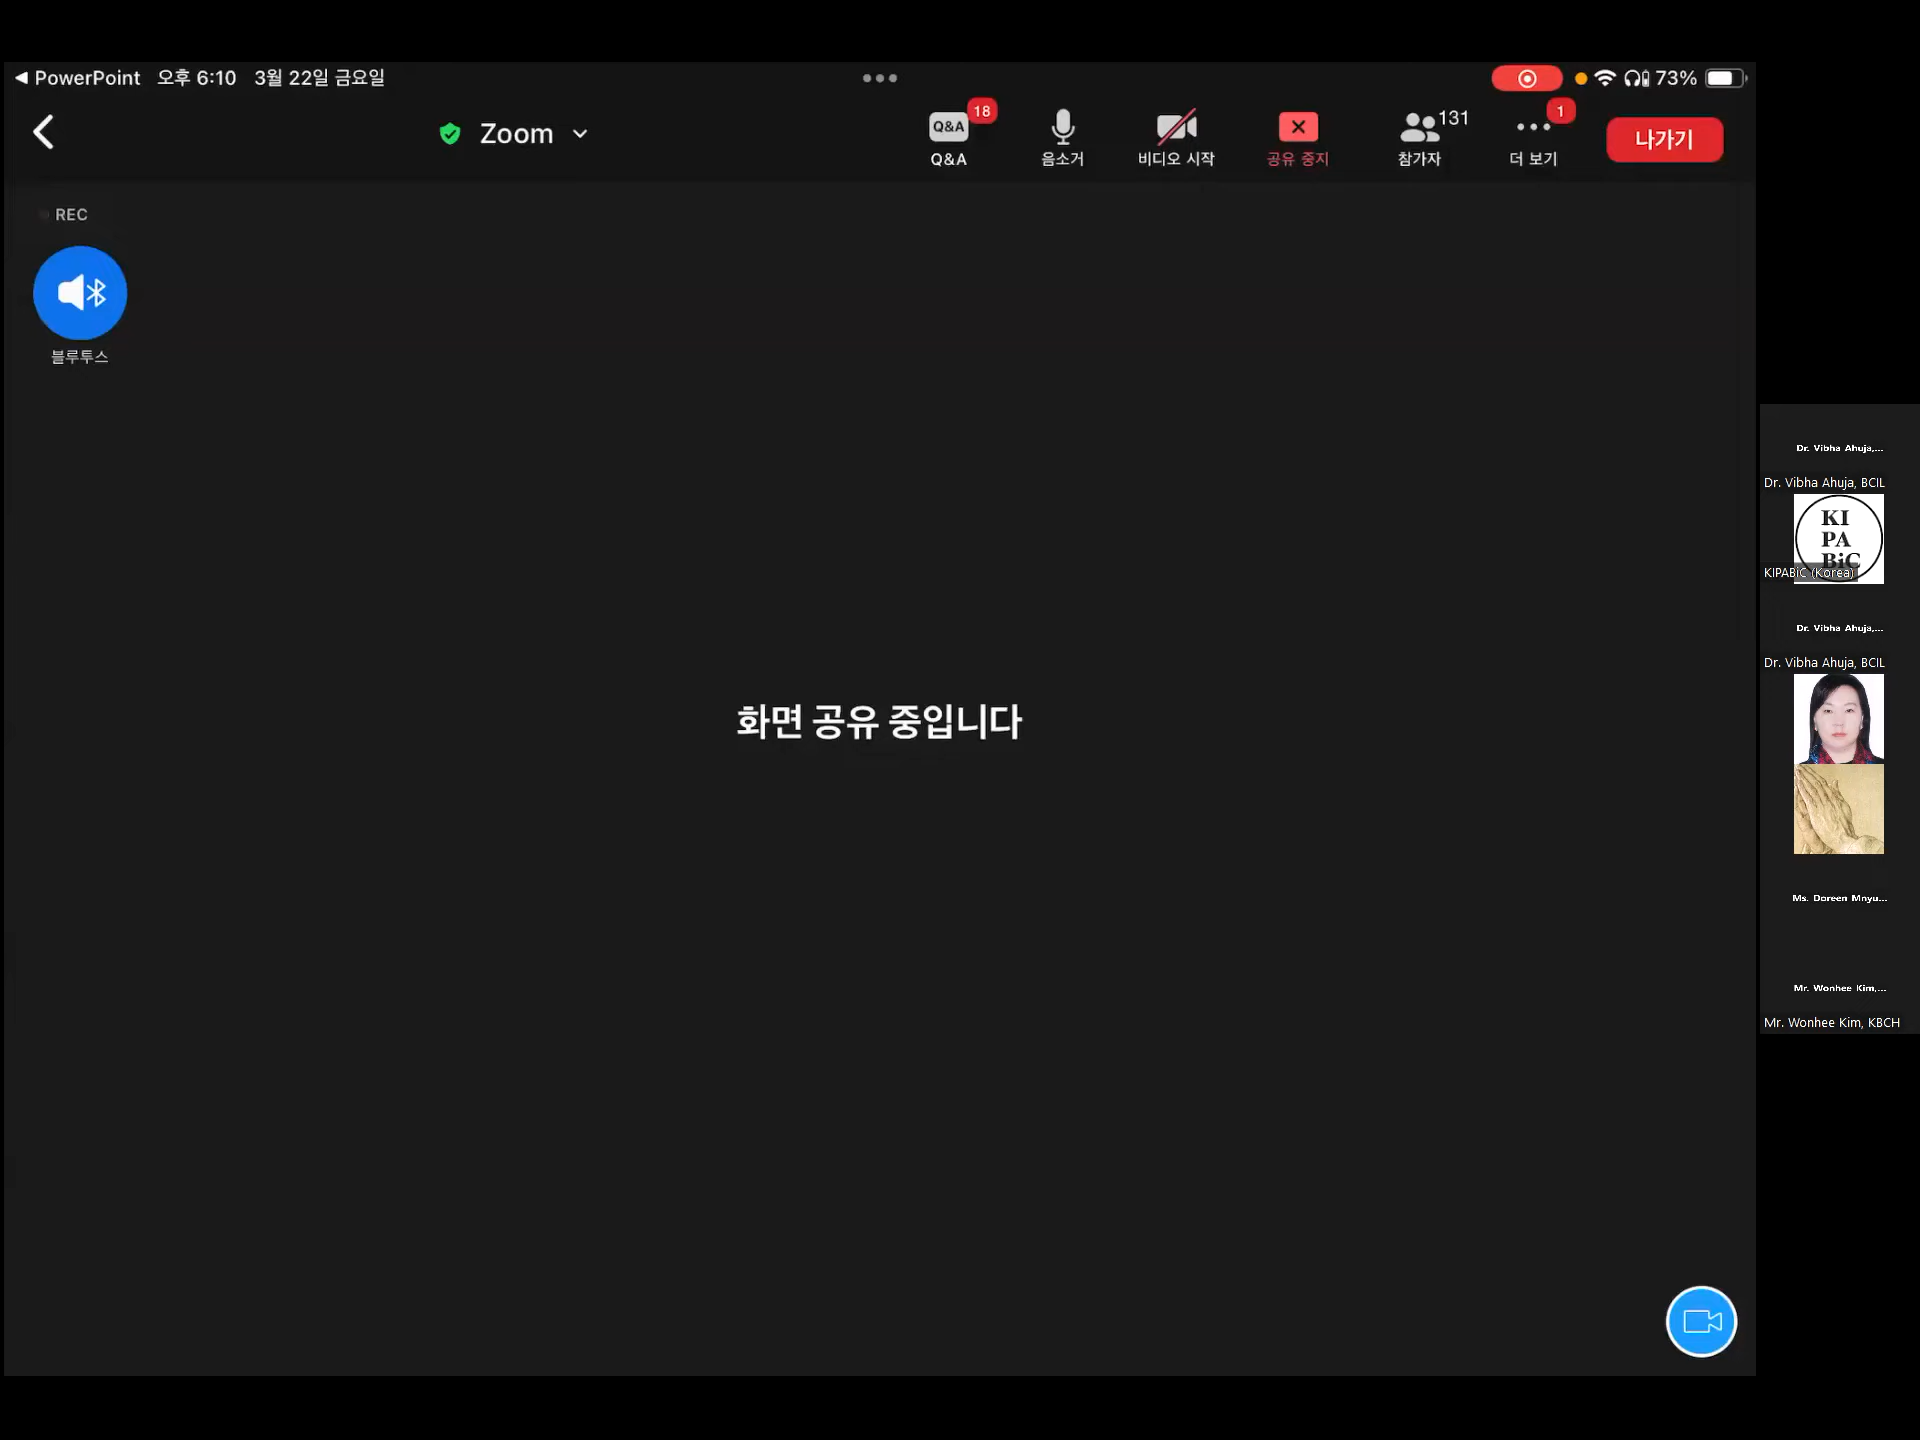 ◀ PowerPoint 오후 6:10 3월 22일 금요일
73%
Zoom
Q&A
18
Q&A
음소거
비디오 시작
공유 중지
131
참가자
1
더 보기
나가기
REC
블루투스
화면 공유 중입니다
Dr. Vibha Ahuja,...
Dr. Vibha Ahuja, BCIL
KI
PA
BiC
KIPABiC (Korea)
Dr. Vibha Ahuja,...
Dr. Vibha Ahuja, BCIL
Ms. Doreen Mnyu...
Mr. Wonhee Kim,...
Mr. Wonhee Kim, KBCH